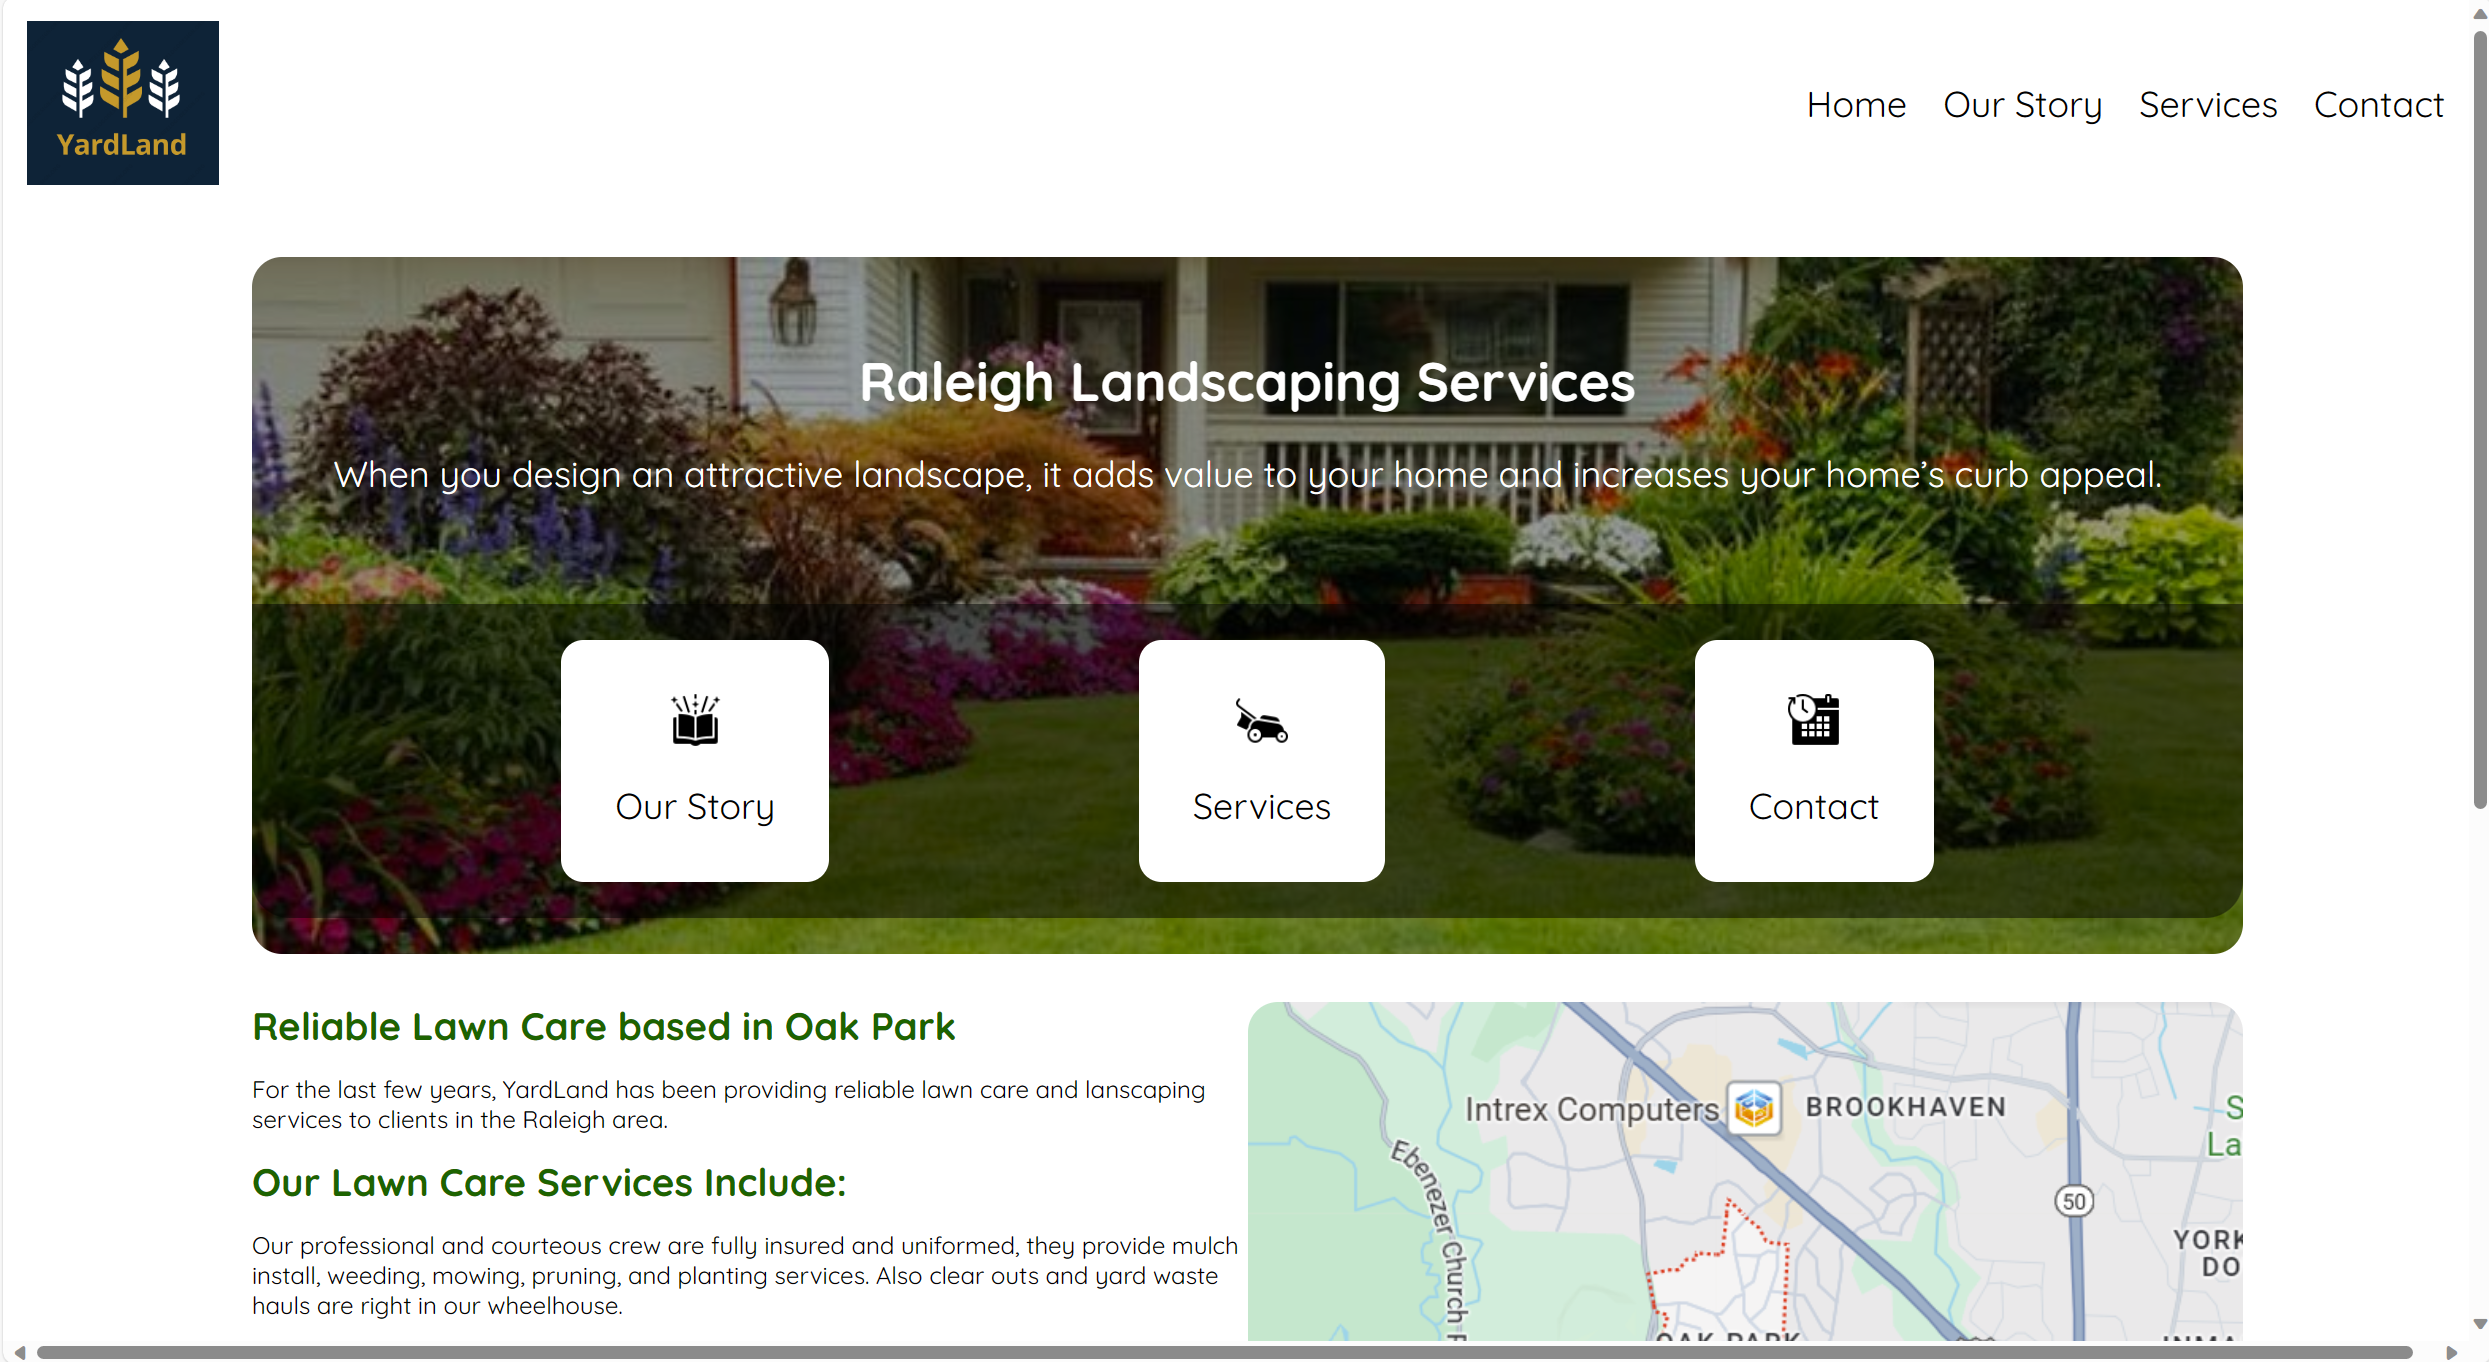 YardLand
Home Our Story Services Contact
Raleigh Landscaping Services
When you design an attractive landscape, it adds value to your home and increases your home’s curb appeal.
Our Story
Services
Contact
Reliable Lawn Care based in Oak Park
For the last few years, YardLand has been providing reliable lawn care and lanscaping
services to clients in the Raleigh area.
Our Lawn Care Services Include:
Our professional and courteous crew are fully insured and uniformed, they provide mulch
install, weeding, mowing, pruning, and planting services. Also clear outs and yard waste
hauls are right in our wheelhouse.
Intrex Computers
BROOKHAVEN
Ebenezer Church
50
OAK PARK